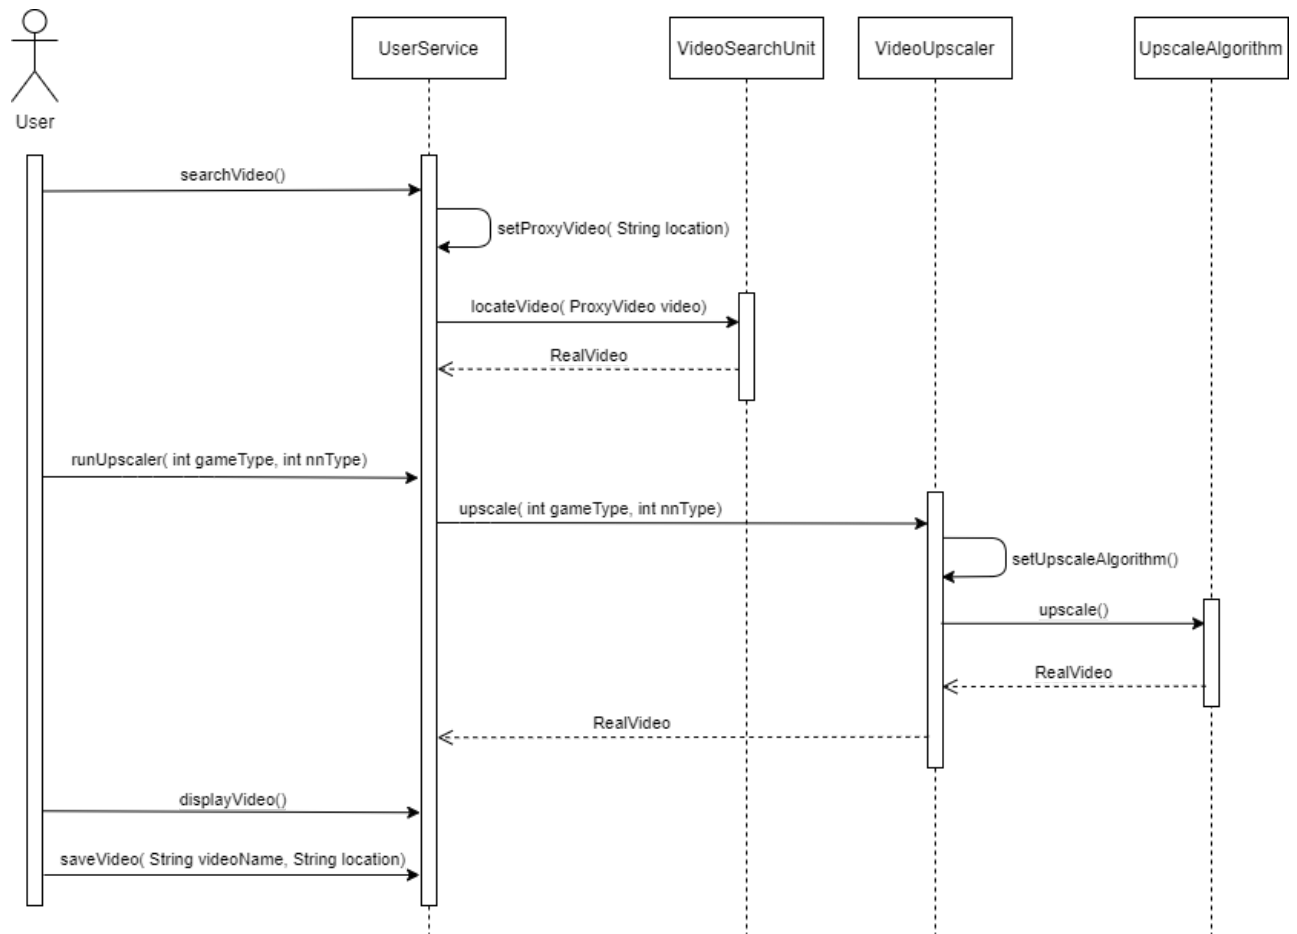 User
UserService
VideoSearchUnit
VideoUpscaler
UpscaleAlgorithm
searchVideo()
setProxyVideo( String location)
locateVideo( ProxyVideo video)
RealVideo
runUpscaler( int gameType, int nnType)
upscale( int gameType, int nnType)
setUpscaleAlgorithm()
upscale()
RealVideo
RealVideo
displayVideo()
saveVideo( String videoName, String location)